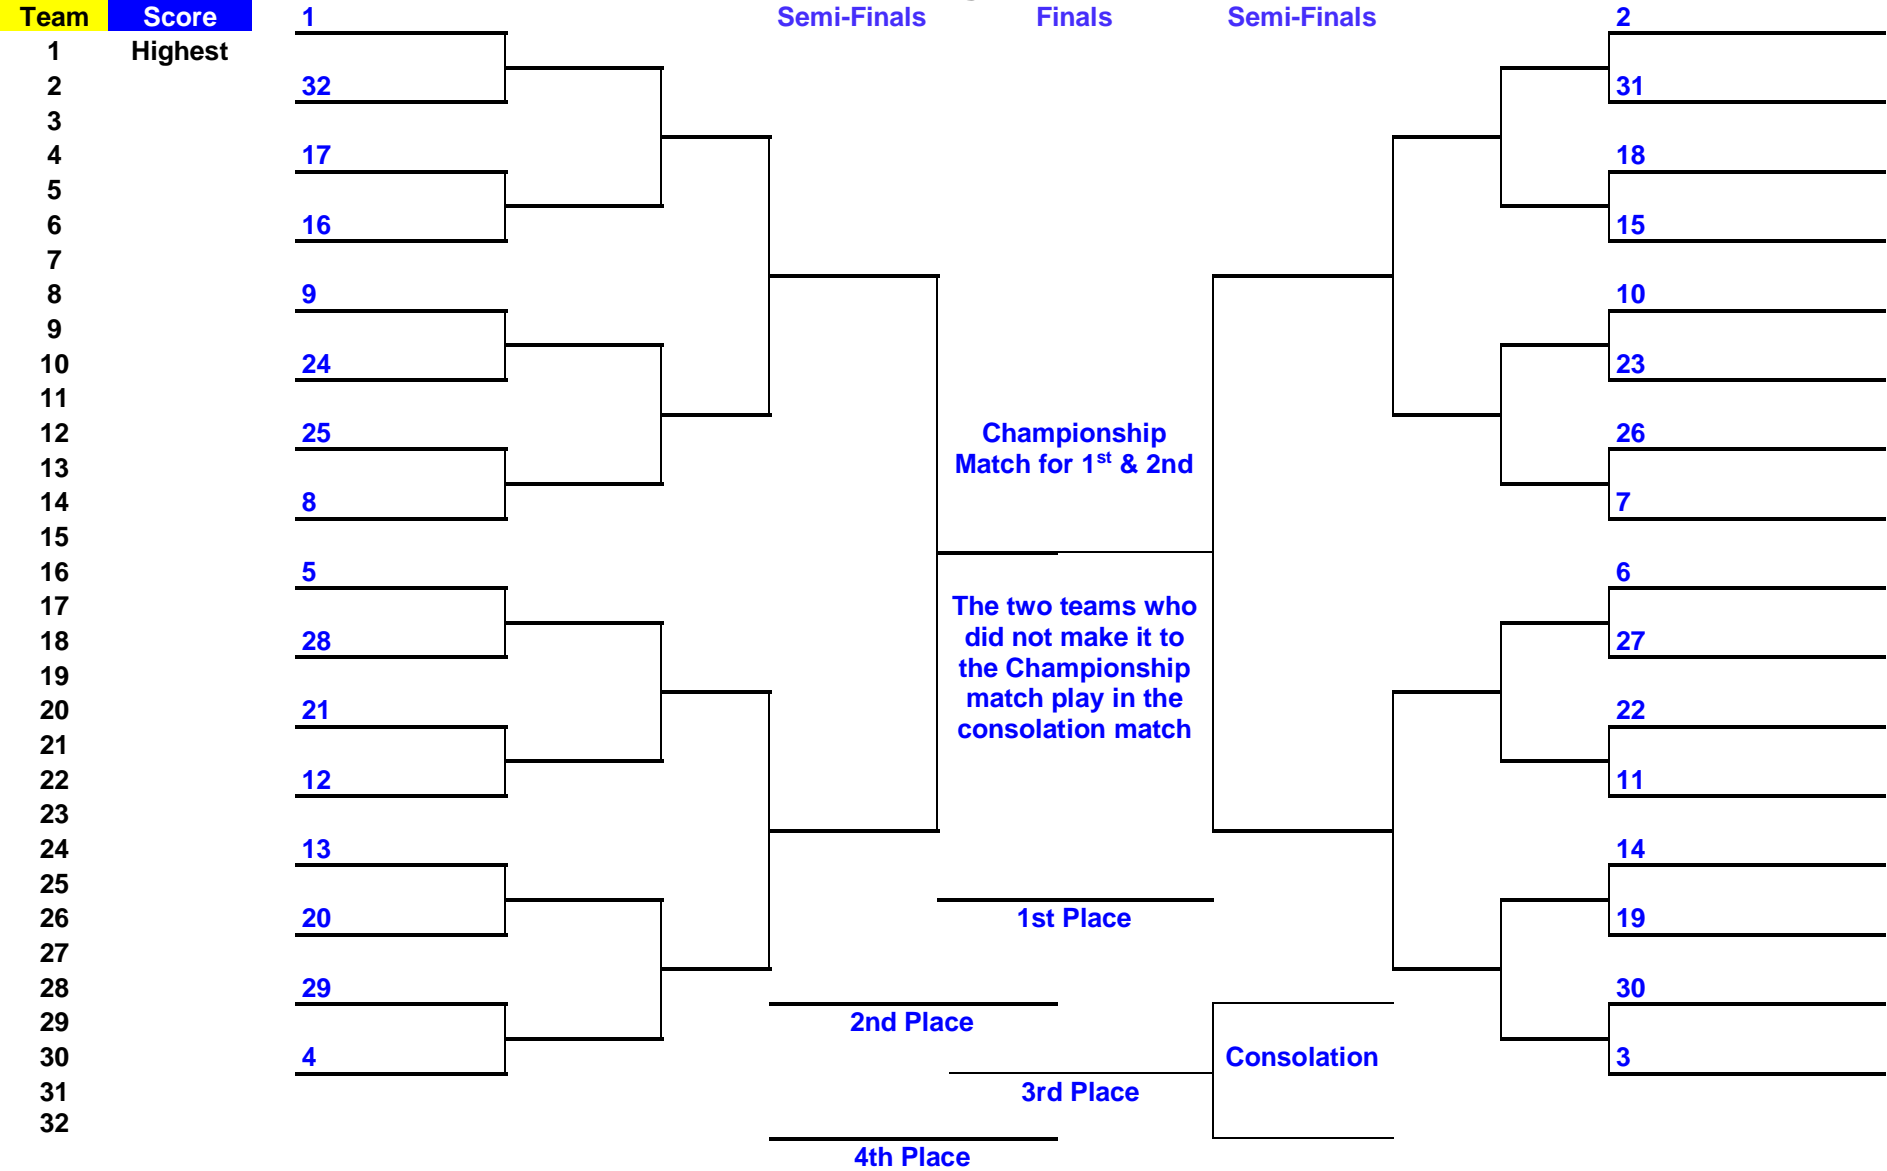 Team Score 1 Semi-Finals Finals Semi-Finals 2
1 Highest
2 32 31
3
4 17 18
5
6 16 15
7
8 9 10
9
10 24 23
11
12 25 Championship 26
13 Match for 1st & 2nd
14 8 7
15
16 5 6
17 The two teams who
18 28 did not make it to 27
19 the Championship
20 21 match play in the 22
21 consolation match
22 12 11
23
24 13 14
25
26 20 1st Place 19
27
28 29 30
29 2nd Place
30 4 Consolation 3
31 3rd Place
32
4th Place